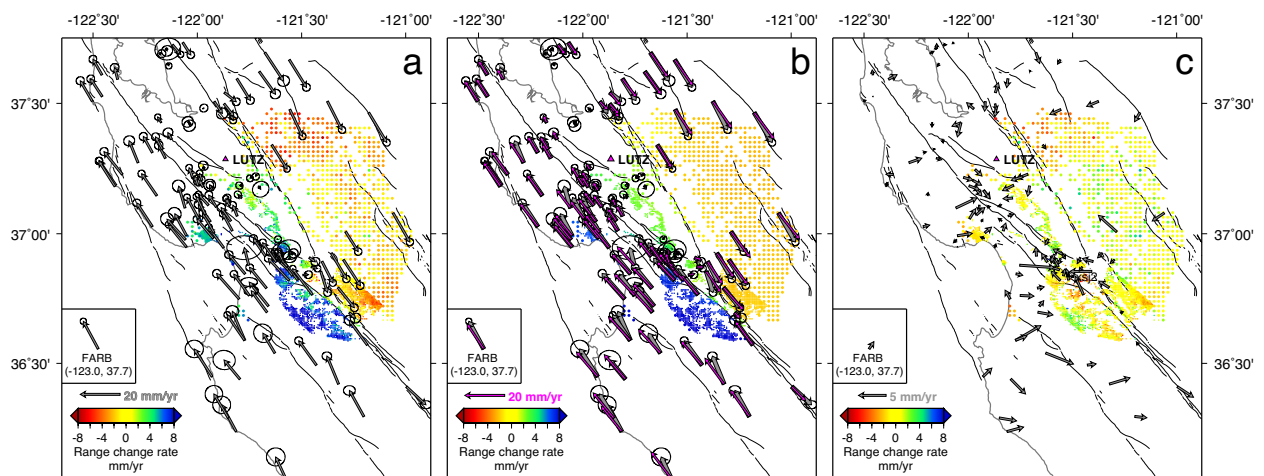 -122°30' -122°00' -121°30' -121°00' -122°30' -122°00' -121°30' -121°00' -122°00' -121°30' -121°00'
a b c
37°30' 37°30'
LUTZ LUTZ LUTZ
37°00' 37°00'
36°30' 36°30'
FARB FARB FARB
(-123.0, 37.7) (-123.0, 37.7) (-123.0, 37.7)
20 mm/yr 20 mm/yr 5 mm/yr
-8 -4 0 4 8 -8 -4 0 4 8 -8 -4 0 4 8
Range change rate Range change rate Range change rate
mm/yr mm/yr mm/yr